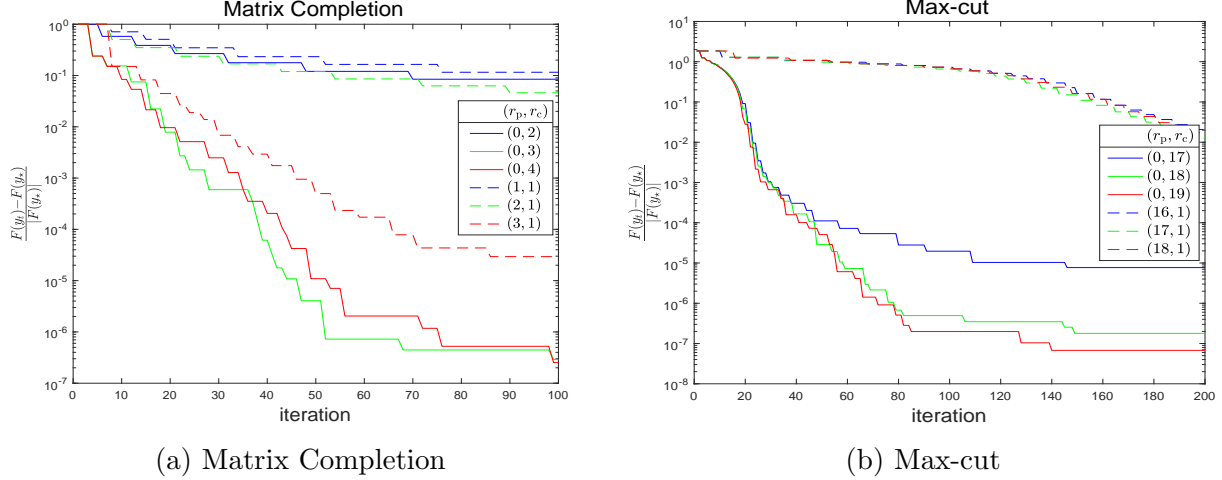 Matrix Completion
10^0
10^-1
10^-2
10^-3
10^-4
10^-5
10^-6
10^-7
F(y_t)−F(y_⋆)
|F(y_⋆)|
(r_p, r_c)
(0, 2)
(0, 3)
(0, 4)
(1, 1)
(2, 1)
(3, 1)
0 10 20 30 40 50 60 70 80 90 100
iteration
(a) Matrix Completion
Max-cut
10^2
10^1
10^0
10^-1
10^-2
10^-3
10^-4
10^-5
10^-6
10^-7
10^-8
F(y_t)−F(y_⋆)
|F(y_⋆)|
(r_p, r_c)
(0, 17)
(0, 18)
(0, 19)
(16, 1)
(17, 1)
(18, 1)
0 20 40 60 80 100 120 140 160 180 200
iteration
(b) Max-cut